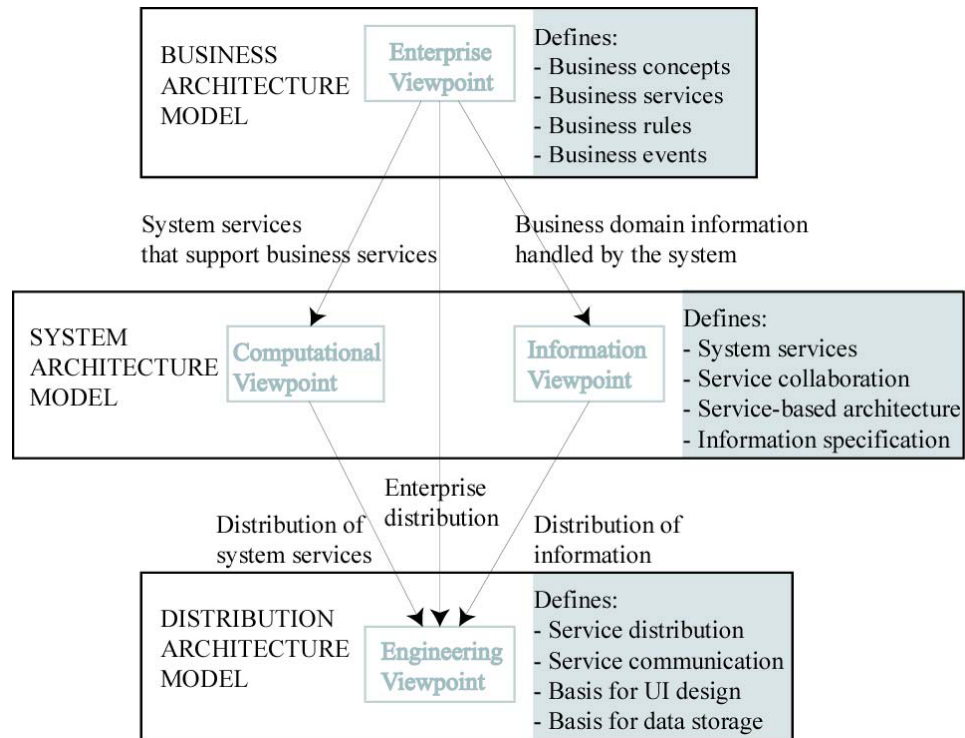 BUSINESS
ARCHITECTURE
MODEL
Enterprise
Viewpoint
Defines:
- Business concepts
- Business services
- Business rules
- Business events
System services
that support business services
Business domain information
handled by the system
SYSTEM
ARCHITECTURE
MODEL
Computational
Viewpoint
Information
Viewpoint
Defines:
- System services
- Service collaboration
- Service-based architecture
- Information specification
Distribution of
system services
Enterprise
distribution
Distribution of
information
DISTRIBUTION
ARCHITECTURE
MODEL
Engineering
Viewpoint
Defines:
- Service distribution
- Service communication
- Basis for UI design
- Basis for data storage